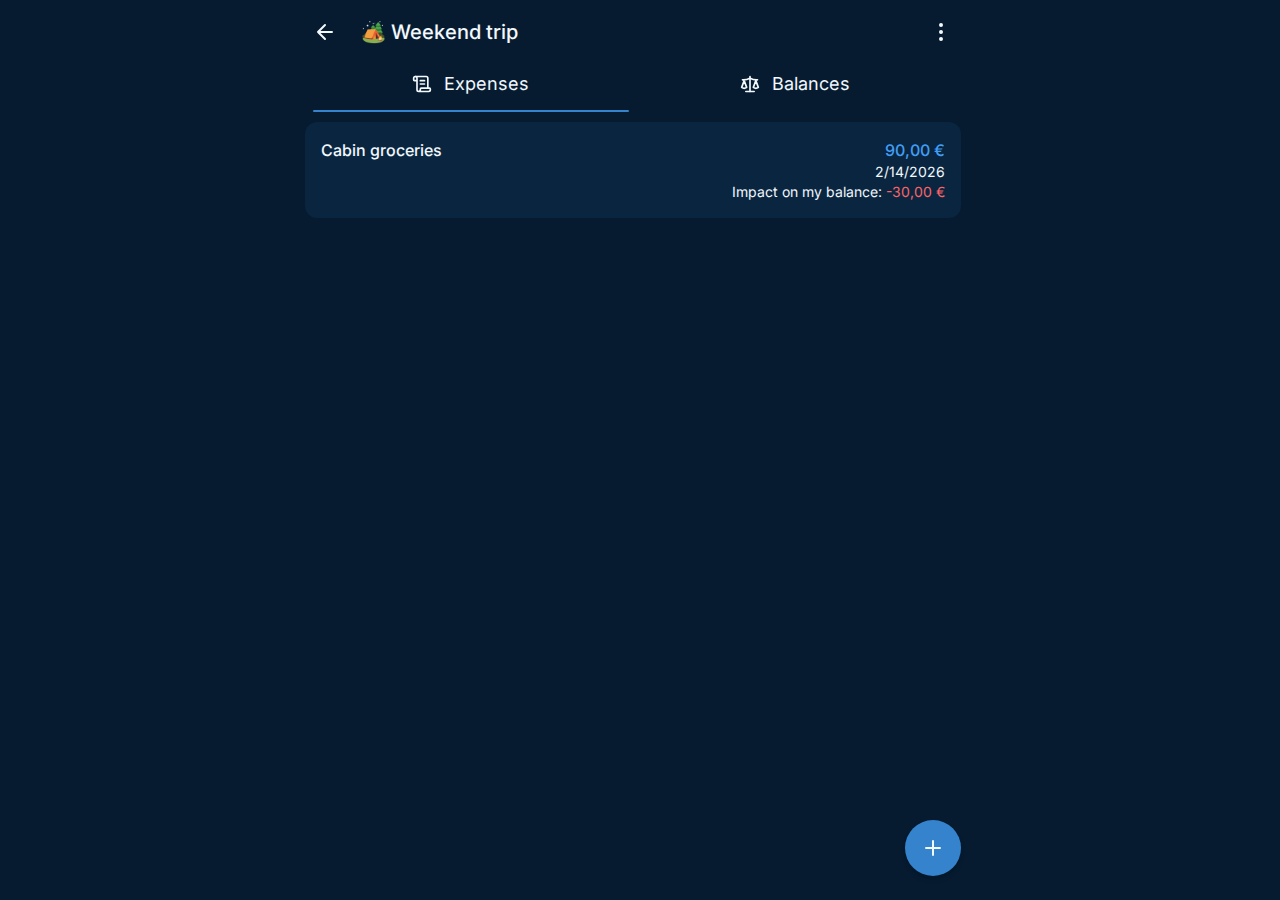 🏕️ Weekend trip
Expenses
Balances
Cabin groceries
90,00 €
2/14/2026
Impact on my balance: -30,00 €